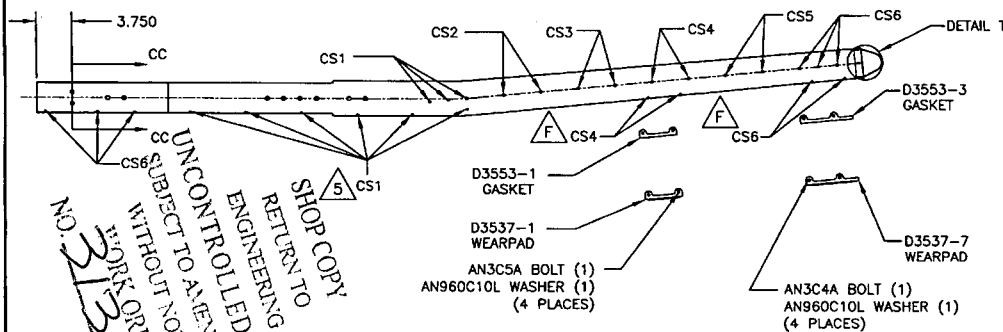 3.750
CC
CC
CS1
CS2
CS3
CS4
CS5
CS6
DETAIL
D3553-3
GASKET
F
F
CS4
CS6
CS6
5
CS1
D3553-1
GASKET
D3537-1
WEARPAD
D3537-7
WEARPAD
AN3C5A BOLT (1)
AN960C10L WASHER (1)
(4 PLACES)
AN3C4A BOLT (1)
AN960C10L WASHER (1)
(4 PLACES)
SHOP COPY
RETURN TO
ENGINEERING
UNCONTROLLED
SUBJECT TO
WITHOUT
WORK
NO. 313